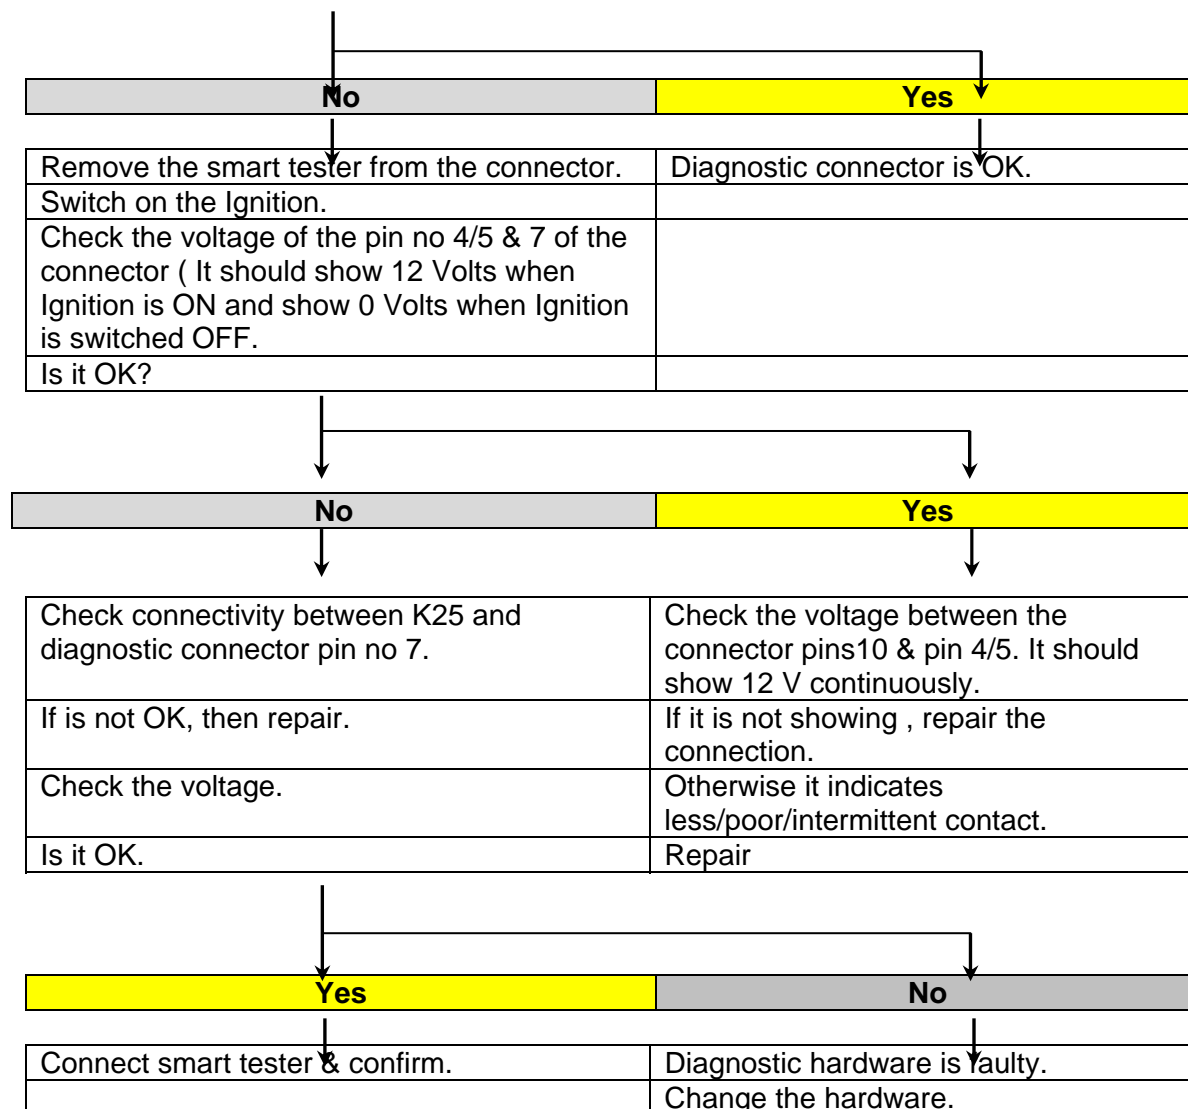 No
Yes
Remove the smart tester from the connector.
Diagnostic connector is OK.
Switch on the Ignition.
Check the voltage of the pin no 4/5 & 7 of the
connector ( It should show 12 Volts when
Ignition is ON and show 0 Volts when Ignition
is switched OFF.
Is it OK?
No
Yes
Check connectivity between K25 and
diagnostic connector pin no 7.
Check the voltage between the
connector pins10 & pin 4/5. It should
show 12 V continuously.
If is not OK, then repair.
If it is not showing , repair the
connection.
Check the voltage.
Otherwise it indicates
less/poor/intermittent contact.
Is it OK.
Repair
Yes
No
Connect smart tester & confirm.
Diagnostic hardware is faulty.
Change the hardware.